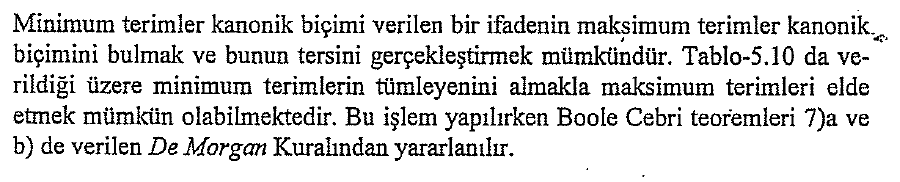 Minimum terimler kanonik biçimi verilen bir ifadenin maksimum terimler kanonik
biçimini bulmak ve bunun tersini gerçekleştirmek mümkündür. Tablo-5.10 da ve-
rildiği üzere minimum terimlerin tümleyenini almakla maksimum terimleri elde
etmek mümkün olabilmektedir. Bu işlem yapılırken Boole Cebri teoremleri 7)a ve
b) de verilen De Morgan Kuralından yararlanılır.